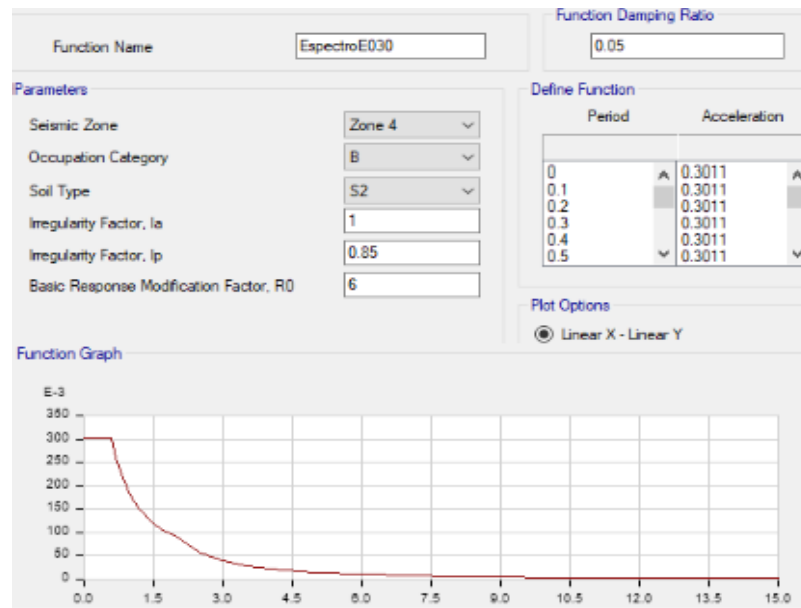 Function Name
EspectroE030
Function Damping Ratio
0.05
Parameters
Seismic Zone
Zone 4
Occupation Category
B
Soil Type
S2
Irregularity Factor, Ia
1
Irregularity Factor, Ip
0.85
Basic Response Modification Factor, R0
6
Define Function
Period Acceleration
0 0.3011
0.1 0.3011
0.2 0.3011
0.3 0.3011
0.4 0.3011
0.5 0.3011
Plot Options
Linear X - Linear Y
Function Graph
E-3
350
300
250
200
150
100
50
0
0.0 1.5 3.0 4.5 6.0 7.5 9.0 10.5 12.0 13.5 15.0